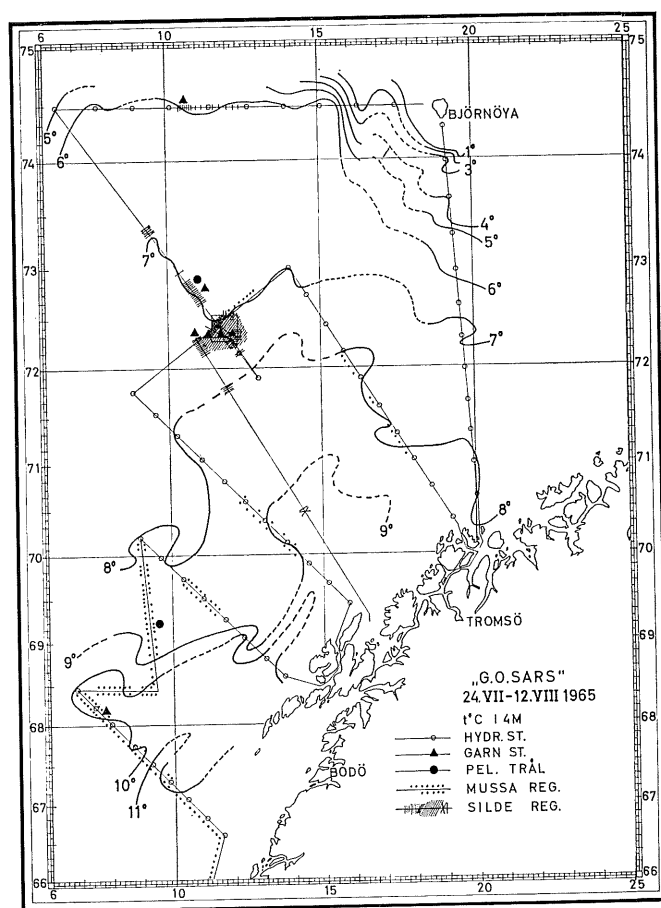 6 10 15 20 25
75 75
BJÖRNÖYA
5°
6°
1°
3°
74 74
4°
5°
7°
73 73
6°
7°
72 72
71 71
8°
9°
70 70
8°
TROMSÖ
9°
69 69
„G.O.SARS"
24.VII-12.VIII 1965
t°C I 4M
HYDR. ST.
GARN ST.
PEL. TRÅL
MUSSA REG.
SILDE REG.
68 68
10°
11°
BODÖ
67 67
66 66
6 10 15 20 25